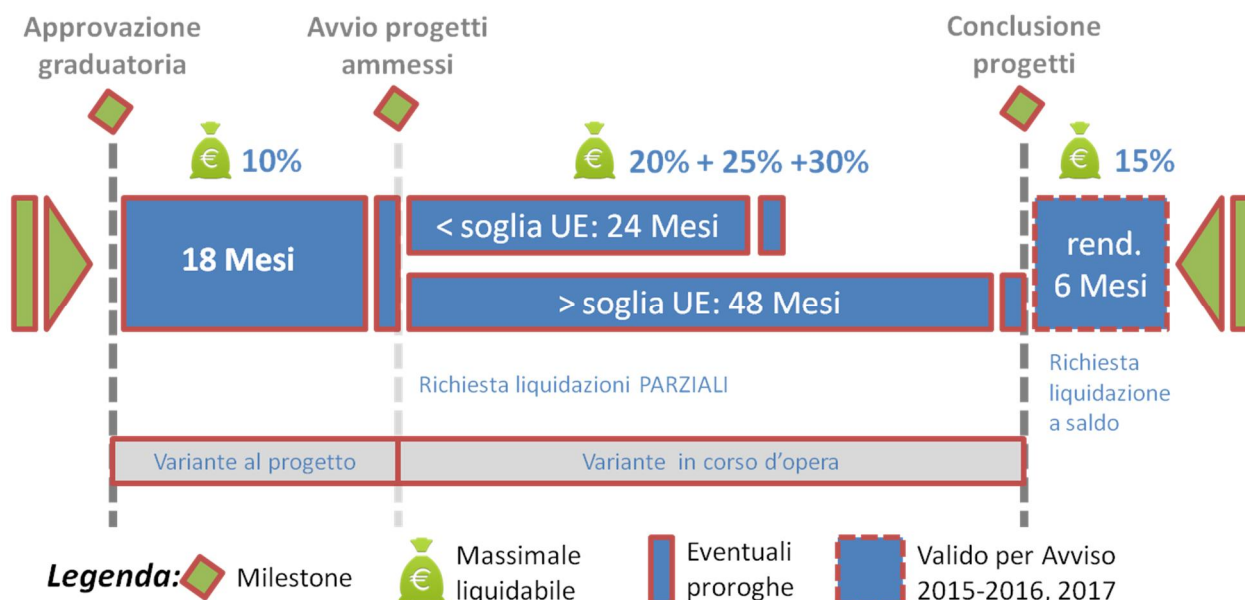 Approvazione
graduatoria
Avvio progetti
ammessi
Conclusione
progetti
€ 10%
€ 20% + 25% +30%
€ 15%
18 Mesi
< soglia UE: 24 Mesi
> soglia UE: 48 Mesi
rend.
6 Mesi
Richiesta liquidazioni PARZIALI
Richiesta
liquidazione
a saldo
Variante al progetto
Variante in corso d'opera
Legenda:
Milestone
€
Massimale
liquidabile
Eventuali
proroghe
Valido per Avviso
2015-2016, 2017